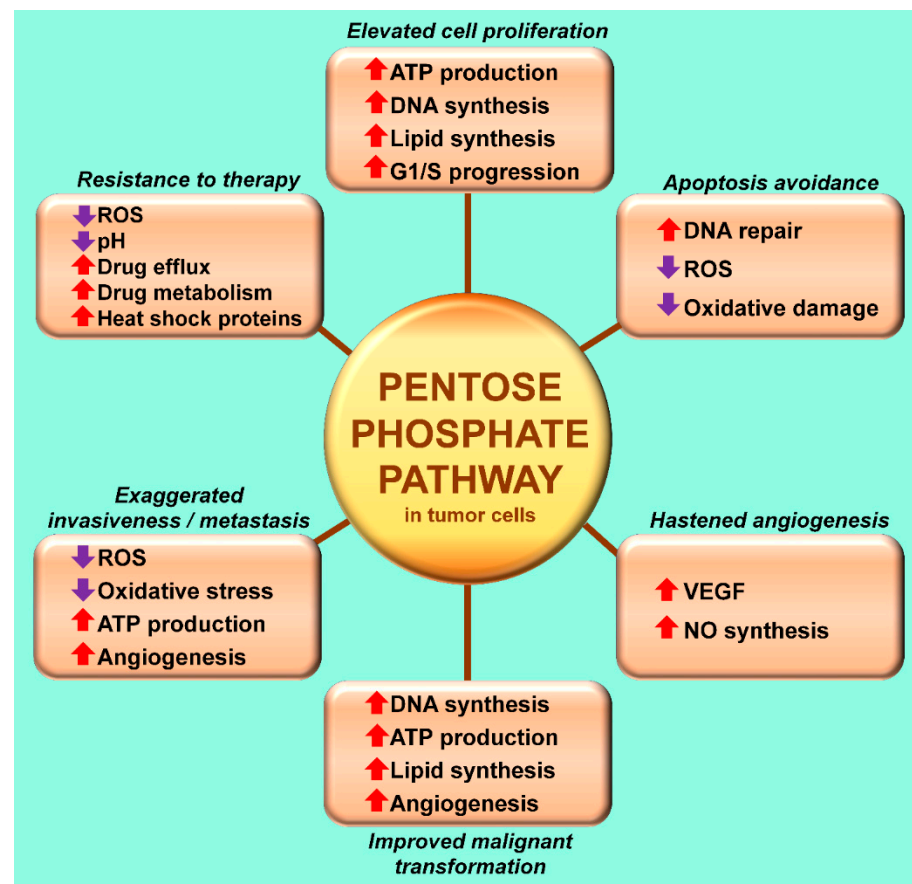 Elevated cell proliferation
ATP production
DNA synthesis
Lipid synthesis
G1/S progression
Resistance to therapy
ROS
pH
Drug efflux
Drug metabolism
Heat shock proteins
Apoptosis avoidance
DNA repair
ROS
Oxidative damage
PENTOSE
PHOSPHATE
PATHWAY
in tumor cells
Exaggerated
invasiveness / metastasis
ROS
Oxidative stress
ATP production
Angiogenesis
Hastened angiogenesis
VEGF
NO synthesis
DNA synthesis
ATP production
Lipid synthesis
Angiogenesis
Improved malignant
transformation